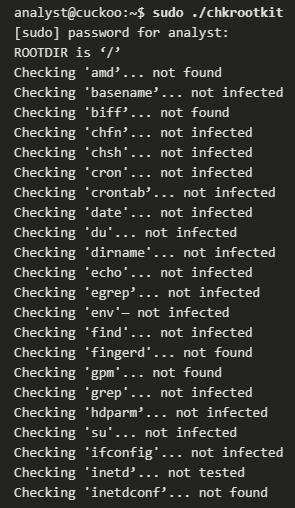 analyst@cuckoo:~$ sudo ./chkrootkit
[sudo] password for analyst:
ROOTDIR is ‘/’
Checking 'amd’... not found
Checking 'basename’... not infected
Checking 'biff’... not found
Checking 'chfn’... not infected
Checking 'chsh'... not infected
Checking 'cron'... not infected
Checking 'crontab’... not infected
Checking 'date'... not infected
Checking 'du'... not infected
Checking 'dirname'... not infected
Checking 'echo'... not infected
Checking 'egrep’... not infected
Checking 'env'— not infected
Checking 'find'... not infected
Checking 'fingerd'... not found
Checking 'gpm'... not found
Checking 'grep'... not infected
Checking 'hdparm’... not infected
Checking 'su'... not infected
Checking 'ifconfig'... not infected
Checking 'inetd’... not tested
Checking 'inetdconf’... not found